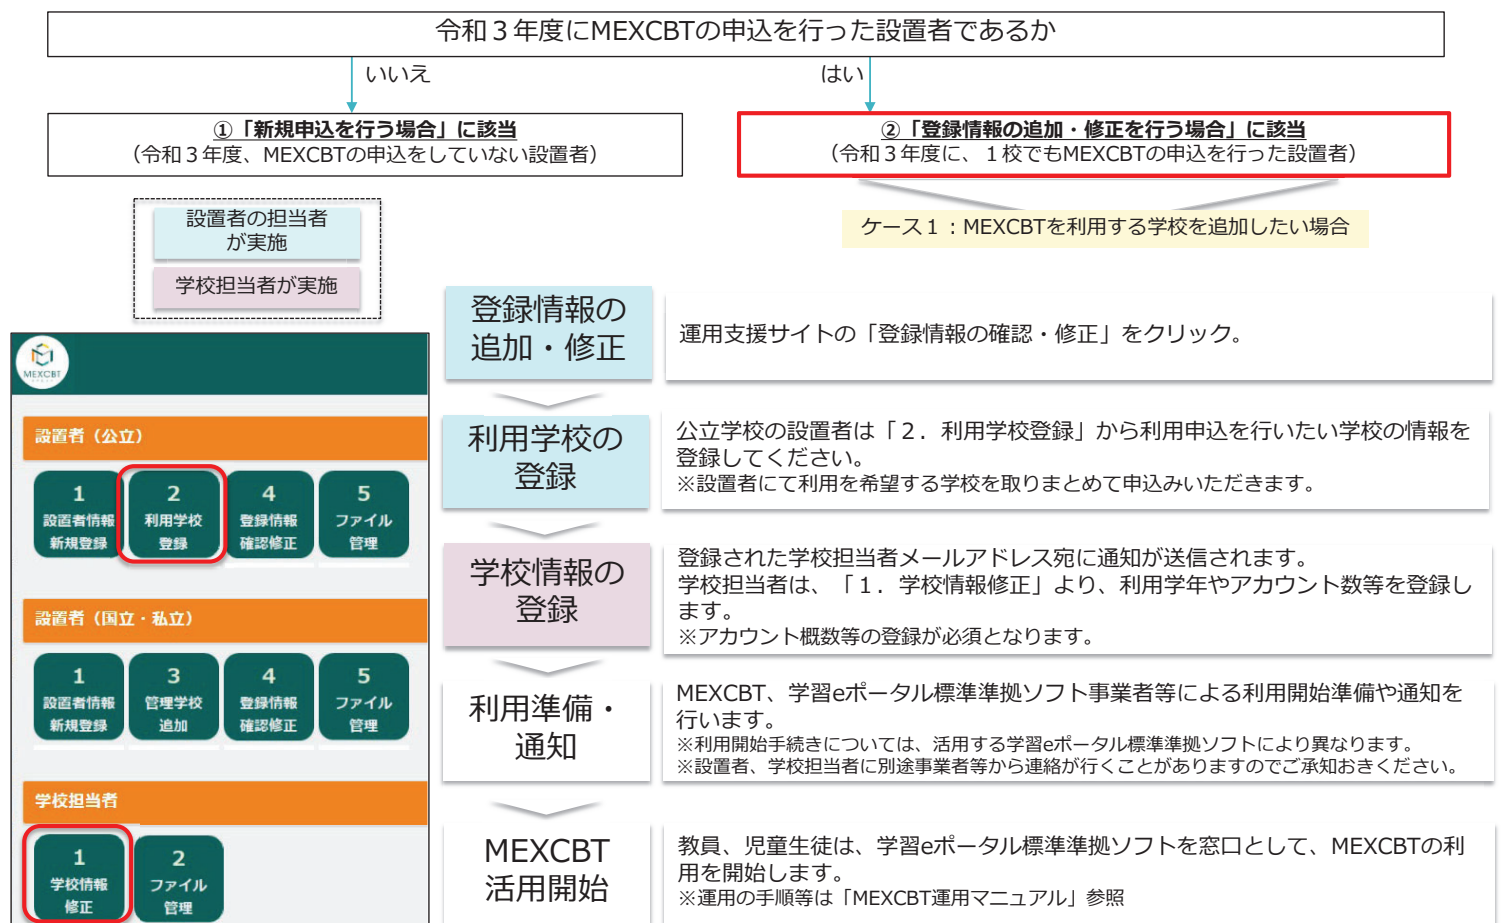 令和３年度にMEXCBTの申込を行った設置者であるか
いいえ
はい
①「新規申込を行う場合」に該当
（令和３年度、MEXCBTの申込をしていない設置者）
②「登録情報の追加・修正を行う場合」に該当
（令和３年度に、１校でもMEXCBTの申込を行った設置者）
設置者の担当者
が実施
学校担当者が実施
ケース１：MEXCBTを利用する学校を追加したい場合
登録情報の
追加・修正
運用支援サイトの「登録情報の確認・修正」をクリック。
利用学校の
登録
公立学校の設置者は「２．利用学校登録」から利用申込を行いたい学校の情報を
登録してください。
※設置者にて利用を希望する学校を取りまとめて申込みいただきます。
学校情報の
登録
登録された学校担当者メールアドレス宛に通知が送信されます。
学校担当者は、「１．学校情報修正」より、利用学年やアカウント数等を登録し
ます。
※アカウント概数等の登録が必須となります。
利用準備・
通知
MEXCBT、学習eポータル標準準拠ソフト事業者等による利用開始準備や通知を
行います。
※利用開始手続きについては、活用する学習eポータル標準準拠ソフトにより異なります。
※設置者、学校担当者に別途事業者等から連絡が行くことがありますのでご承知おきください。
MEXCBT
活用開始
教員、児童生徒は、学習eポータル標準準拠ソフトを窓口として、MEXCBTの利
用を開始します。
※運用の手順等は「MEXCBT運用マニュアル」参照
MEXCBT
設置者（公立）
1
設置者情報
新規登録
2
利用学校
登録
4
登録情報
確認修正
5
ファイル
管理
設置者（国立・私立）
1
設置者情報
新規登録
3
管理学校
追加
4
登録情報
確認修正
5
ファイル
管理
学校担当者
1
学校情報
修正
2
ファイル
管理